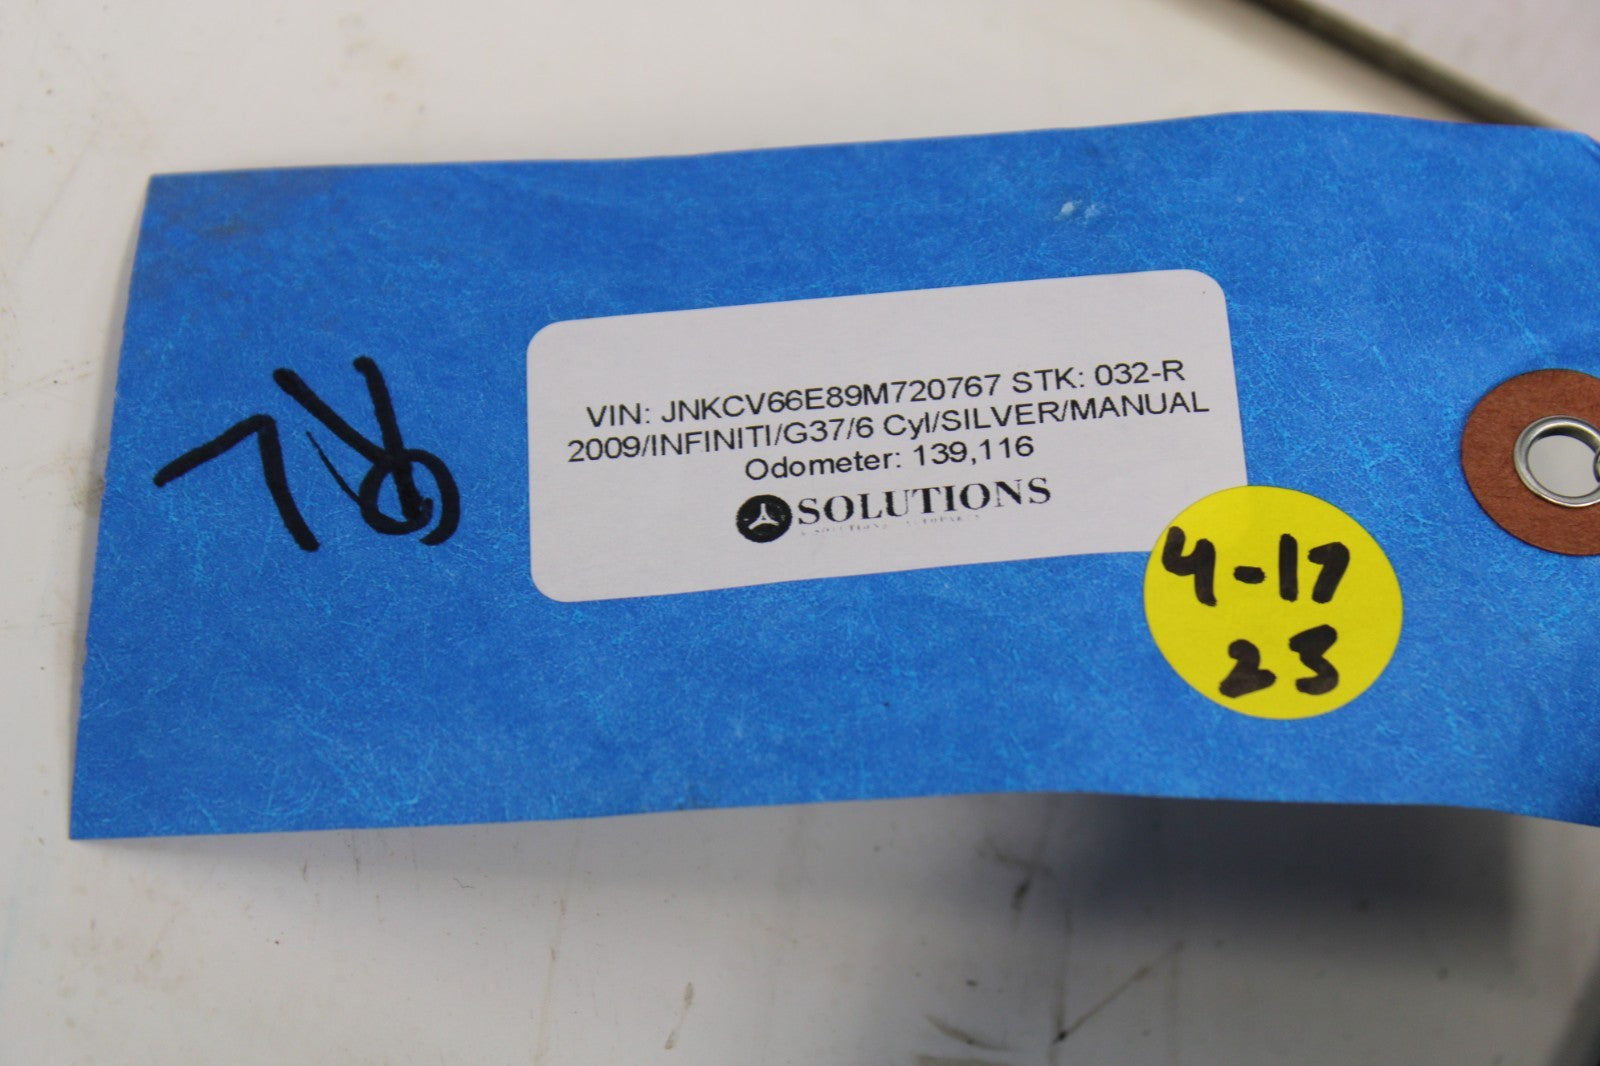 RL
VIN: JNKCV66E89M720767 STK: 032-R
2009/INFINITI/G37/6 Cyl/SILVER/MANUAL
Odometer: 139,116
SOLUTIONS
4-17
23